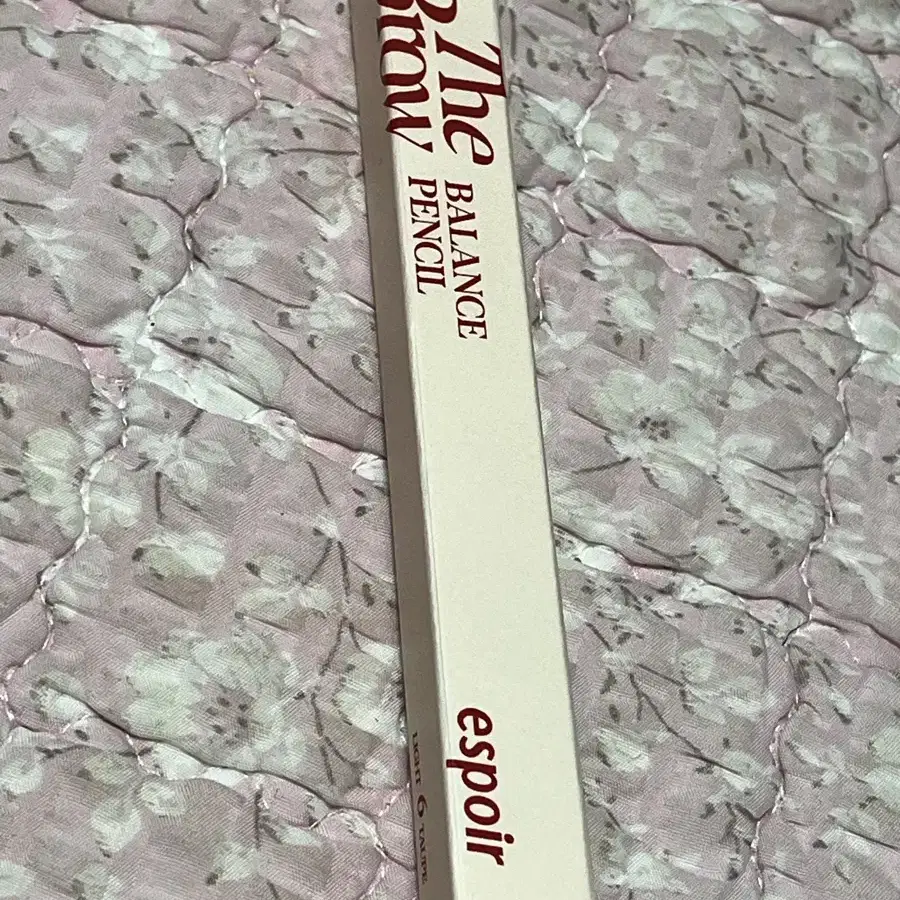 The
Brow
BALANCE
PENCIL
espoir
LIGHT 6 TAUPE